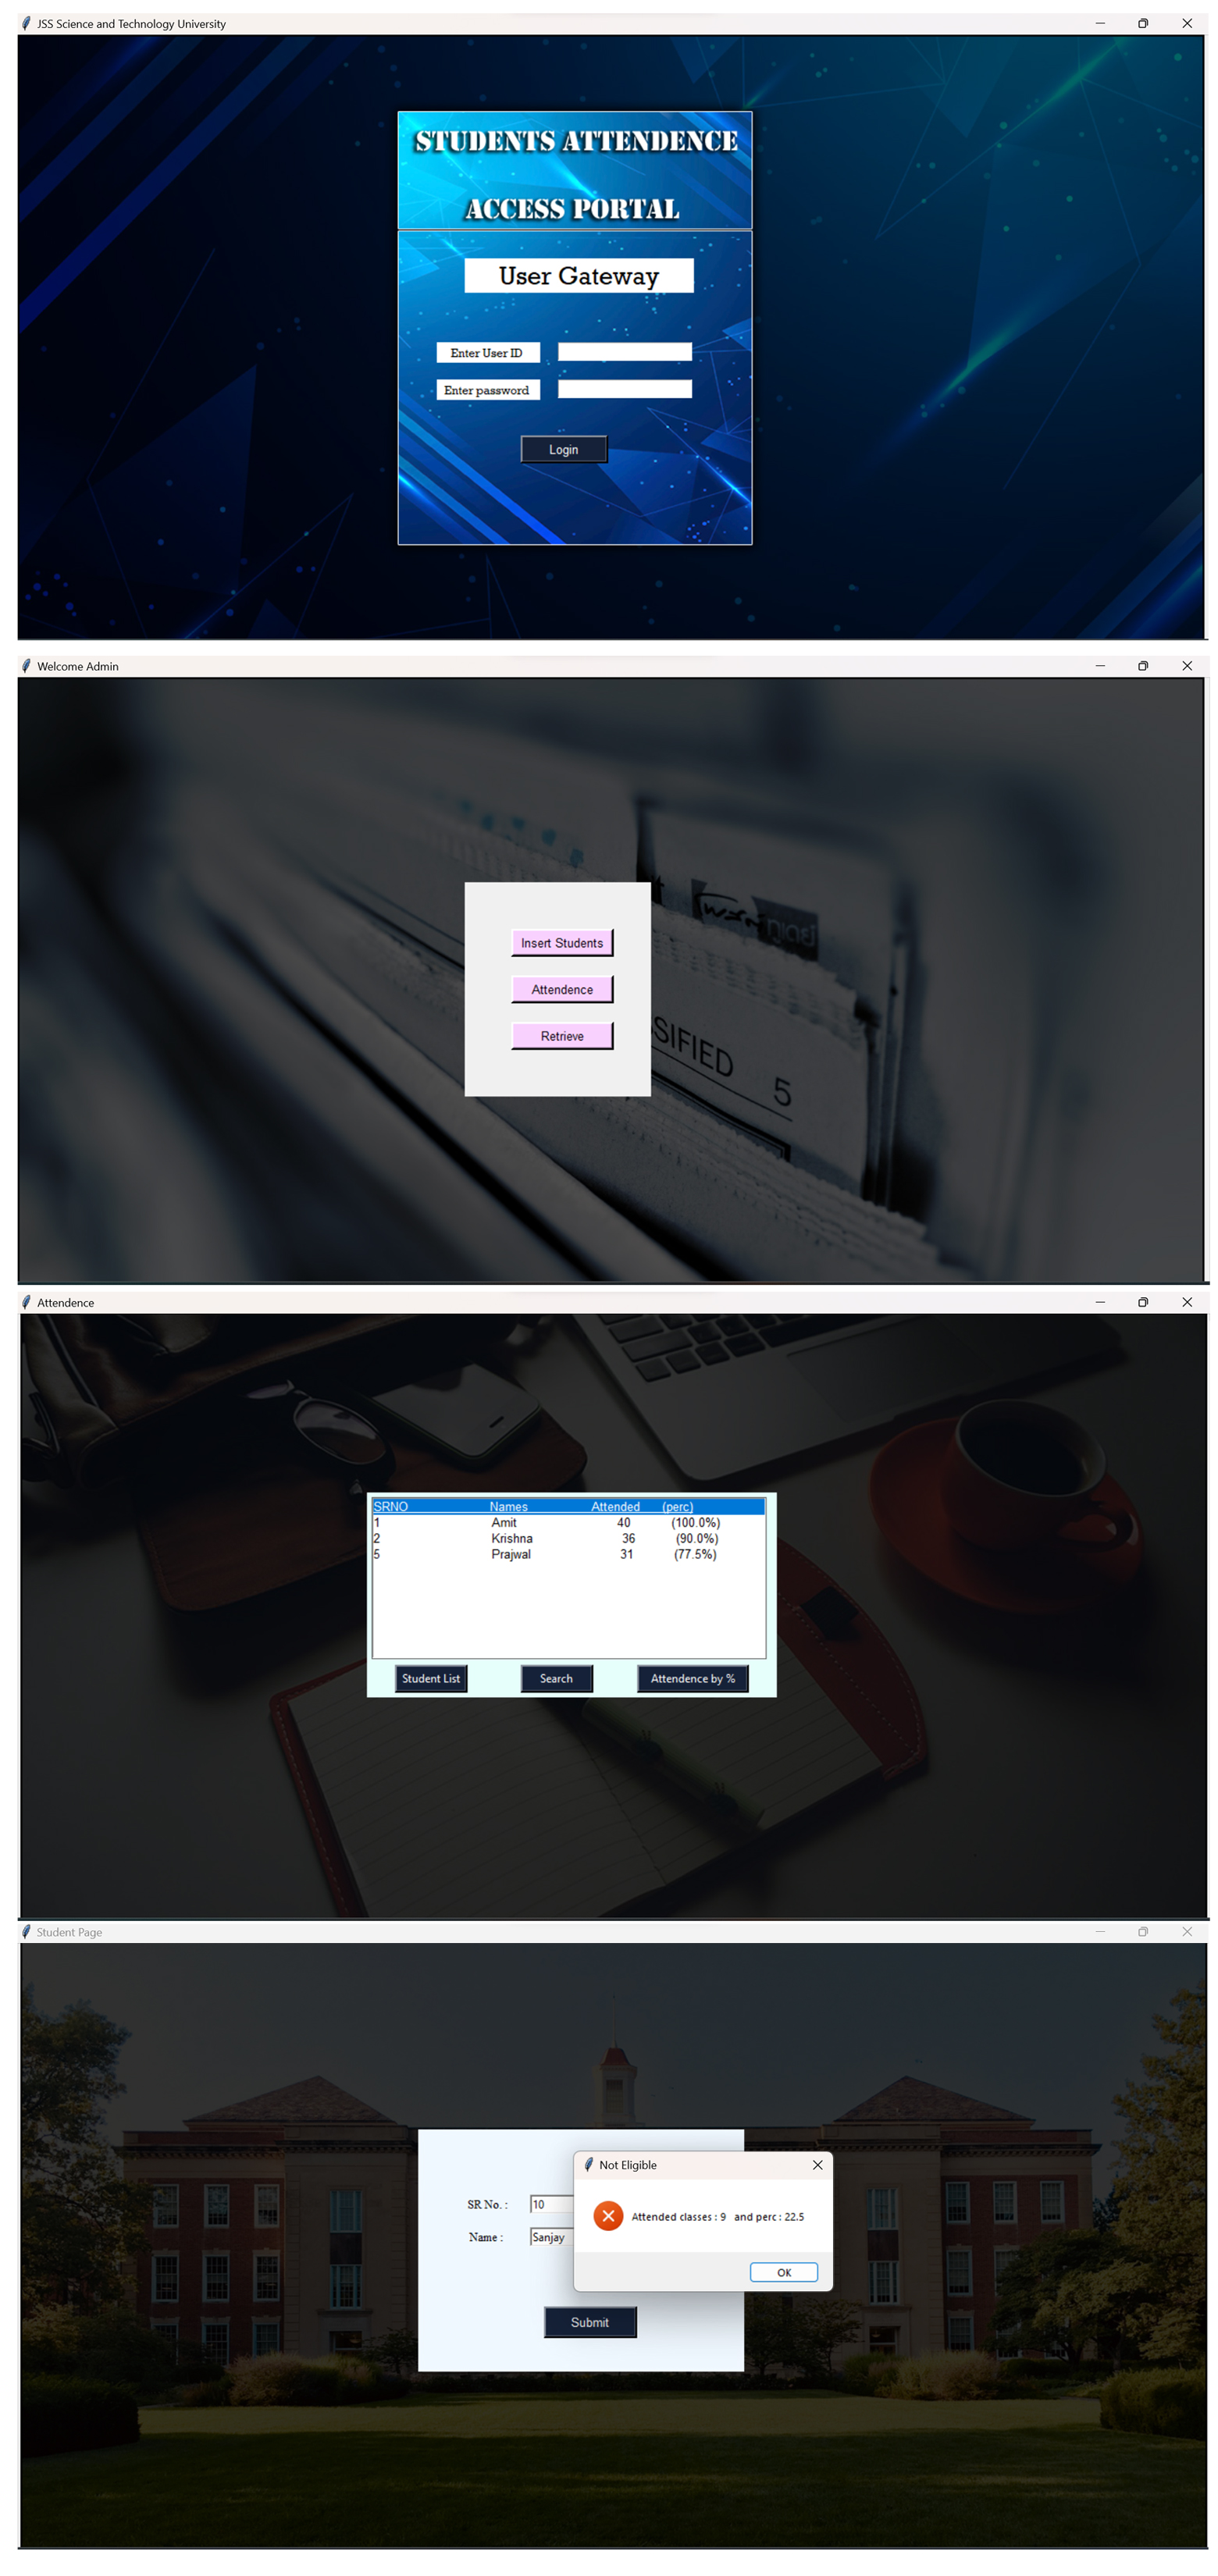 JSS Science and Technology University
STUDENTS ATTENDENCE
ACCESS PORTAL
User Gateway
Enter User ID
Enter password
Login
Welcome Admin
Insert Students
Attendence
Retrieve
SIFIED 5
Attendence
SRNO Names Attended (perc)
1 Amit 40 (100.0%)
2 Krishna 36 (90.0%)
5 Prajwal 31 (77.5%)
Student List Search Attendence by %
Student Page
Not Eligible
SR No. : 10
Attended classes : 9 and perc : 22.5
Name : Sanjay
OK
Submit